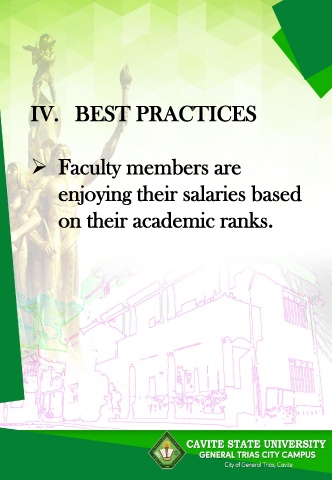 IV. BEST PRACTICES
➢ Faculty members are
enjoying their salaries based
on their academic ranks.
CAVITE STATE UNIVERSITY
GENERAL TRIAS CITY CAMPUS
City of General Trias, Cavite